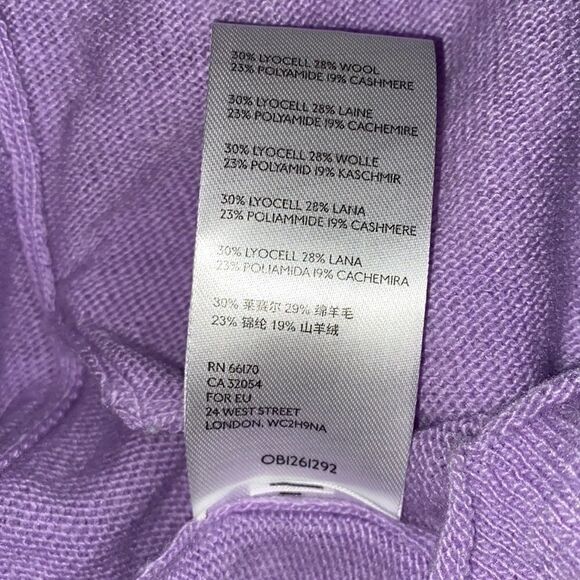 30% LYOCELL 28% WOOL
23% POLYAMIDE 19% CASHMERE
30% LYOCELL 28% LAINE
23% POLYAMIDE 19% CACHEMIRE
30% LYOCELL 28% WOLLE
23% POLYAMID 19% KASCHMIR
30% LYOCELL 28% LANA
23% POLIAMMIDE 19% CASHMERE
30% LYOCELL 28% LANA
23% POLIAMIDA 19% CACHEMIRA
30% 莱赛尔 29% 绵羊毛
23% 锦纶 19% 山羊绒
RN 66170
CA 32054
FOR EU
24 WEST STREET
LONDON, WC2H9NA
OB1261292